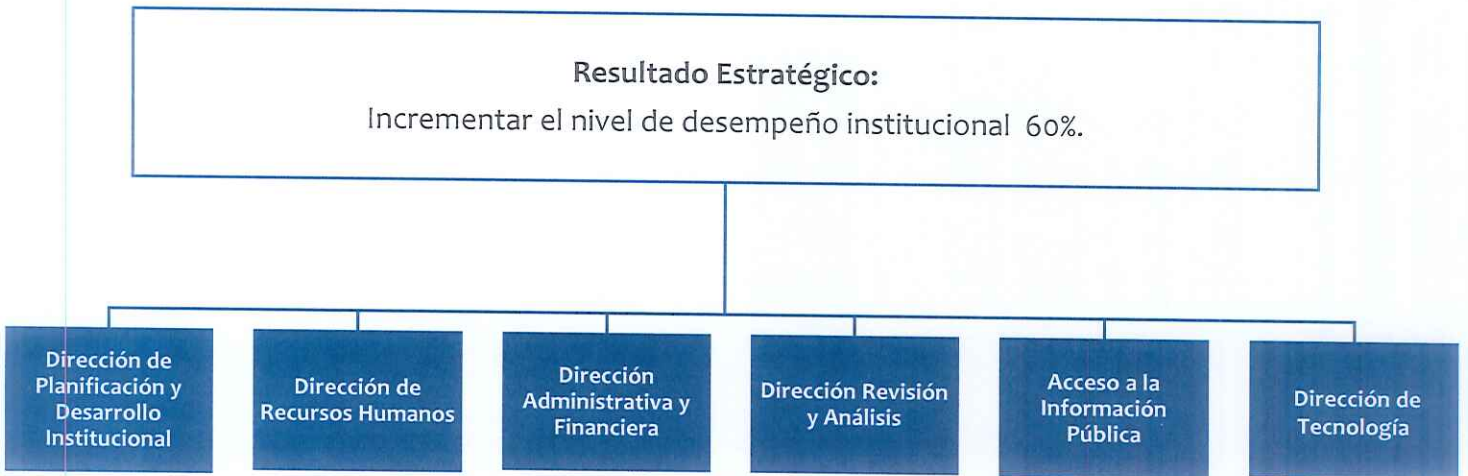 Resultado Estratégico:
Incrementar el nivel de desempeño institucional 60%.
Dirección de
Planificación y
Desarrollo
Institucional
Dirección de
Recursos Humanos
Dirección
Administrativa y
Financiera
Dirección Revisión
y Análisis
Acceso a la
Información
Pública
Dirección de
Tecnología